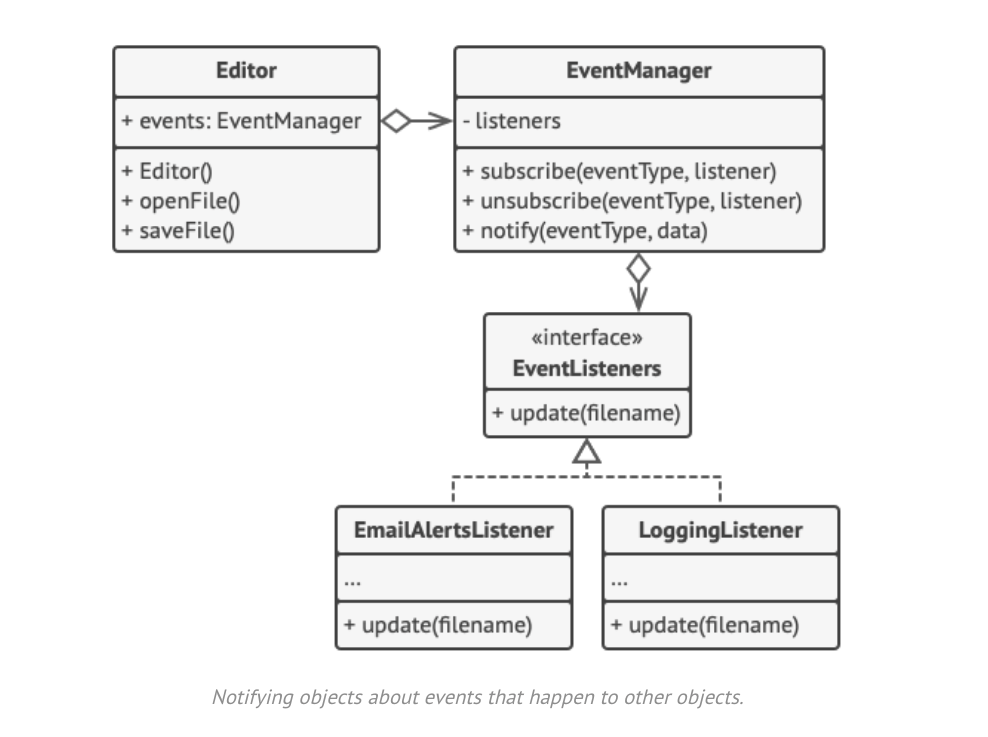 Editor
+ events: EventManager
+ Editor()
+ openFile()
+ saveFile()
EventManager
- listeners
+ subscribe(eventType, listener)
+ unsubscribe(eventType, listener)
+ notify(eventType, data)
«interface»
EventListeners
+ update(filename)
EmailAlertsListener
...
+ update(filename)
LoggingListener
...
+ update(filename)
Notifying objects about events that happen to other objects.